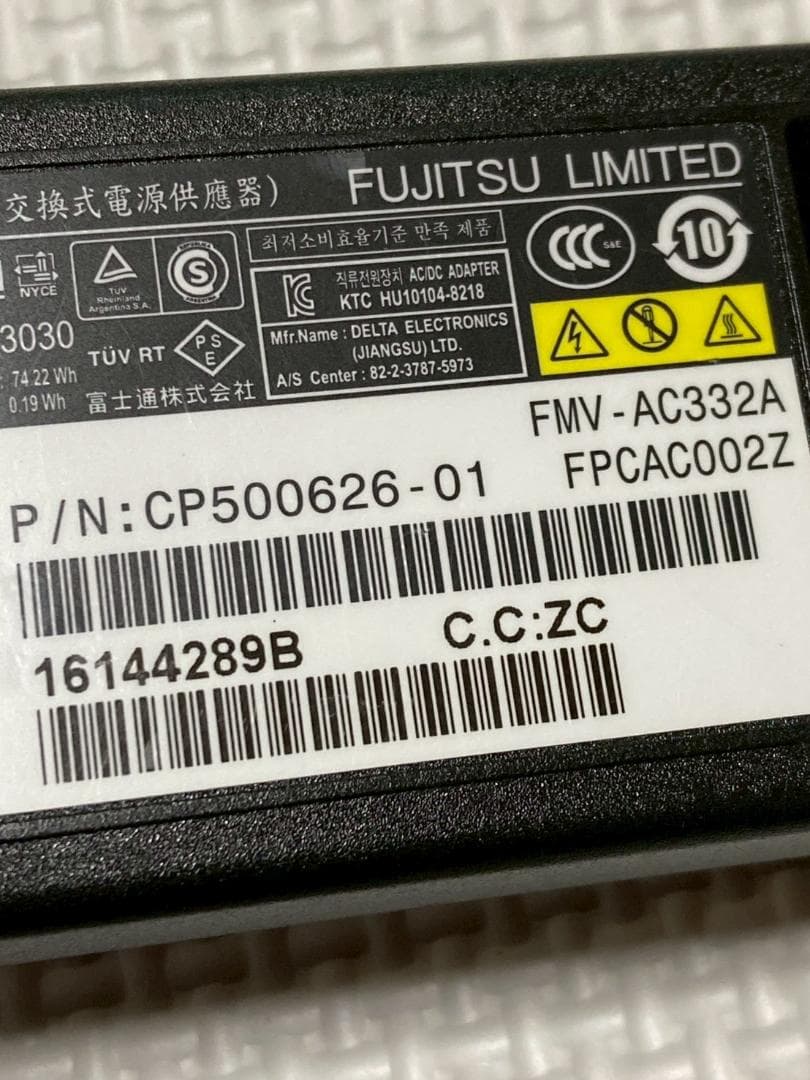 交換式電源供應器)
FUJITSU LIMITED
NYCE
TÜV
Rheinland
Argentina S.A.
S
최저소비효율기준 만족 제품
직류전원장치 AC/DC ADAPTER
KTC HU10104-8218
CCC S&E
10
3030
: 74.22 Wh
0.19 Wh
TÜV RT
PS
E
富士通株式会社
Mfr.Name : DELTA ELECTRONICS
(JIANGSU) LTD.
A/S Center : 82-2-3787-5973
FMV-AC332A
FPCAC002Z
P/N:CP500626-01
16144289B
C.C:ZC